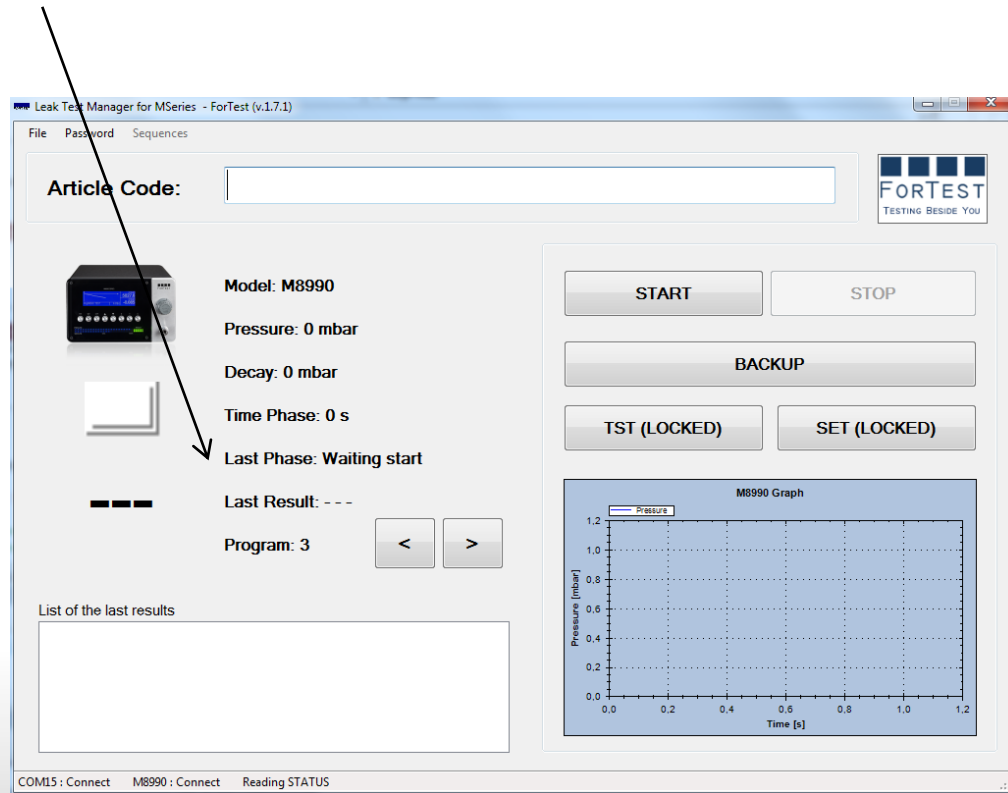 Leak Test Manager for MSeries - ForTest (v.1.7.1)
File Password Sequences
Article Code:
FORTEST
TESTING BESIDE YOU
Model: M8990
Pressure: 0 mbar
Decay: 0 mbar
Time Phase: 0 s
Last Phase: Waiting start
Last Result: - - -
Program: 3
< >
List of the last results
START STOP
BACKUP
TST (LOCKED) SET (LOCKED)
M8990 Graph
Pressure
Pressure [mbar]
1,2
1,0
0,8
0,6
0,4
0,2
0,0
0,0 0,2 0,4 0,6 0,8 1,0 1,2
Time [s]
COM15 : Connect M8990 : Connect Reading STATUS